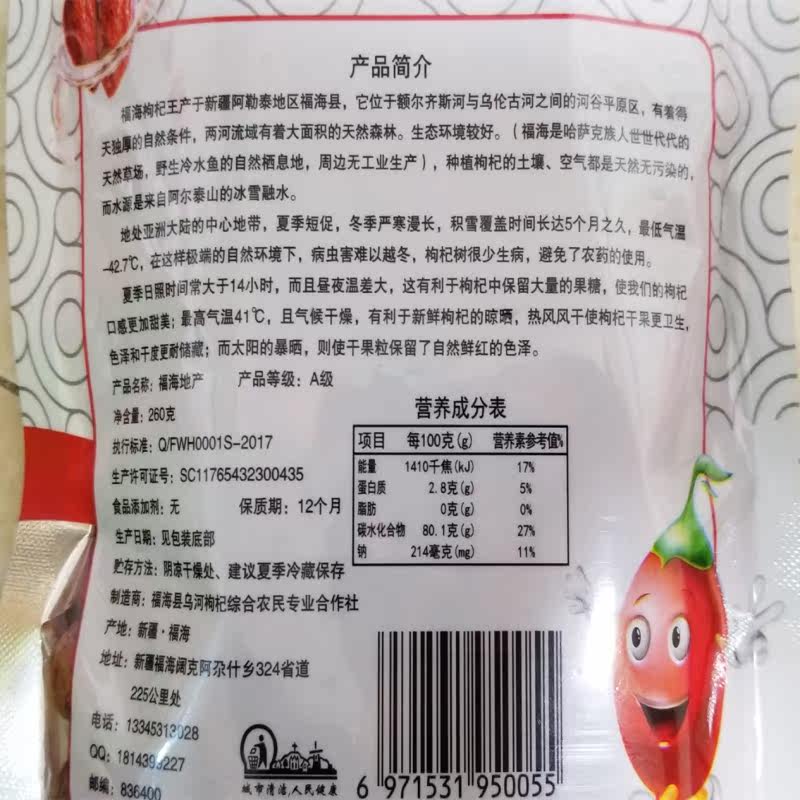 产品简介
福海枸杞王产于新疆阿勒泰地区福海县，它位于额尔齐斯河与乌伦古河之间的河谷平原区，有着得
天独厚的自然条件，两河流域有着大面积的天然森林。生态环境较好。（福海是哈萨克族人世世代代的
天然草场，野生冷水鱼的自然栖息地，周边无工业生产），种植枸杞的土壤、空气都是天然无污染的，
而水源是来自阿尔泰山的冰雪融水。
地处亚洲大陆的中心地带，夏季短促，冬季严寒漫长，积雪覆盖时间长达5个月之久，最低气温
-42.7℃，在这样极端的自然环境下，病虫害难以越冬，枸杞树很少生病，避免了农药的使用。
夏季日照时间常大于14小时，而且昼夜温差大，这有利于枸杞中保留大量的果糖，使我们的枸杞
口感更加甜美；最高气温41℃，且气候干燥，有利于新鲜枸杞的晾晒，热风风干使枸杞干果更卫生，
色泽和干度更耐储藏；而太阳的暴晒，则使干果粒保留了自然鲜红的色泽。
产品名称：福海地产 产品等级：A级
净含量：260克
执行标准：Q/FWH0001S-2017
生产许可证号：SC11765432300435
食品添加剂：无 保质期：12个月
生产日期：见包装底部
贮存方法：阴凉干燥处、建议夏季冷藏保存
制造商：福海县乌河枸杞综合农民专业合作社
产地：新疆·福海
地址：新疆福海阔克阿尕什乡324省道
225公里处
电话：13345313928
QQ：1814399227
邮编：836400
营养成分表
项目 每100克(g) 营养素参考值%
能量 1410千焦(kJ) 17%
蛋白质 2.8克(g) 5%
脂肪 0克(g) 0%
碳水化合物 80.1克(g) 27%
钠 214毫克(mg) 11%
城市清洁人民健康
6 971531 950055